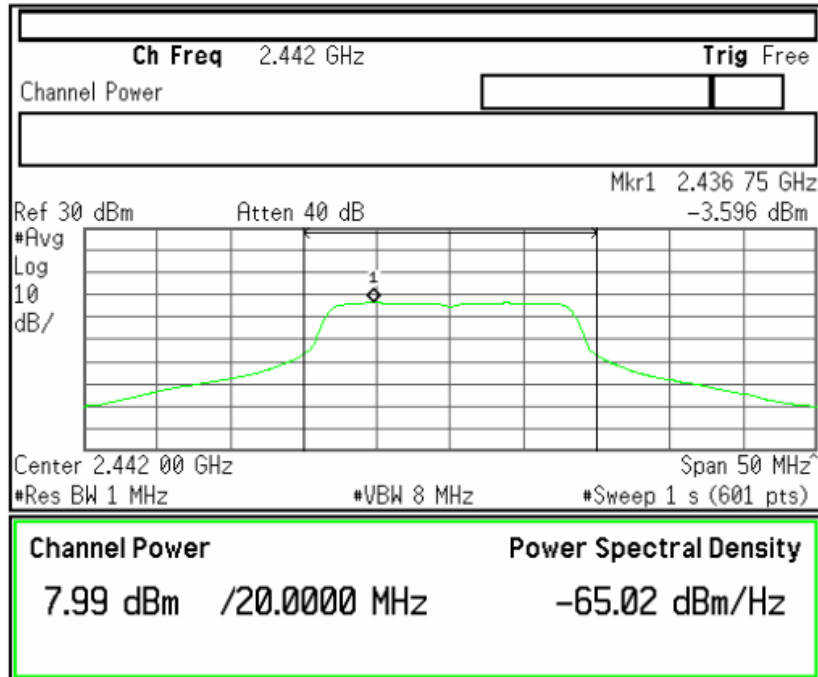 Ch Freq 2.442 GHz Trig Free
Channel Power
Mkr1 2.436 75 GHz
Ref 30 dBm Atten 40 dB -3.596 dBm
#Avg
Log
10
dB/
1
Center 2.442 00 GHz Span 50 MHz^
#Res BW 1 MHz #VBW 8 MHz #Sweep 1 s (601 pts)
Channel Power Power Spectral Density
7.99 dBm /20.0000 MHz -65.02 dBm/Hz